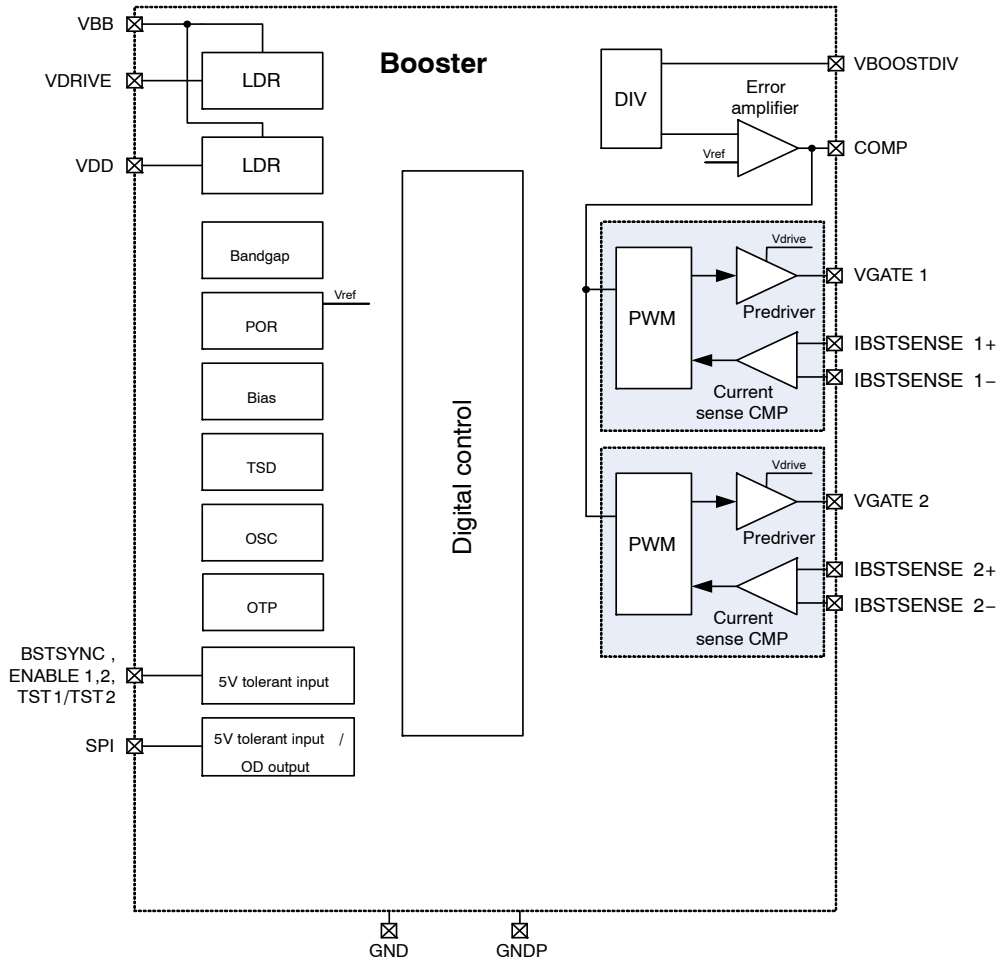 VBB
VDRIVE
LDR
VDD
LDR
Booster
DIV
Error
amplifier
Vref
VBOOSTDIV
COMP
Bandgap
POR
Vref
Bias
TSD
OSC
OTP
BSTSYNC ,
ENABLE 1,2,
TST1/TST2
5V tolerant input
SPI
5V tolerant input /
OD output
Digital control
PWM
Vdrive
Predriver
Current
sense CMP
VGATE 1
IBSTSENSE 1+
IBSTSENSE 1−
PWM
Vdrive
Predriver
Current
sense CMP
VGATE 2
IBSTSENSE 2+
IBSTSENSE 2−
GND
GNDP